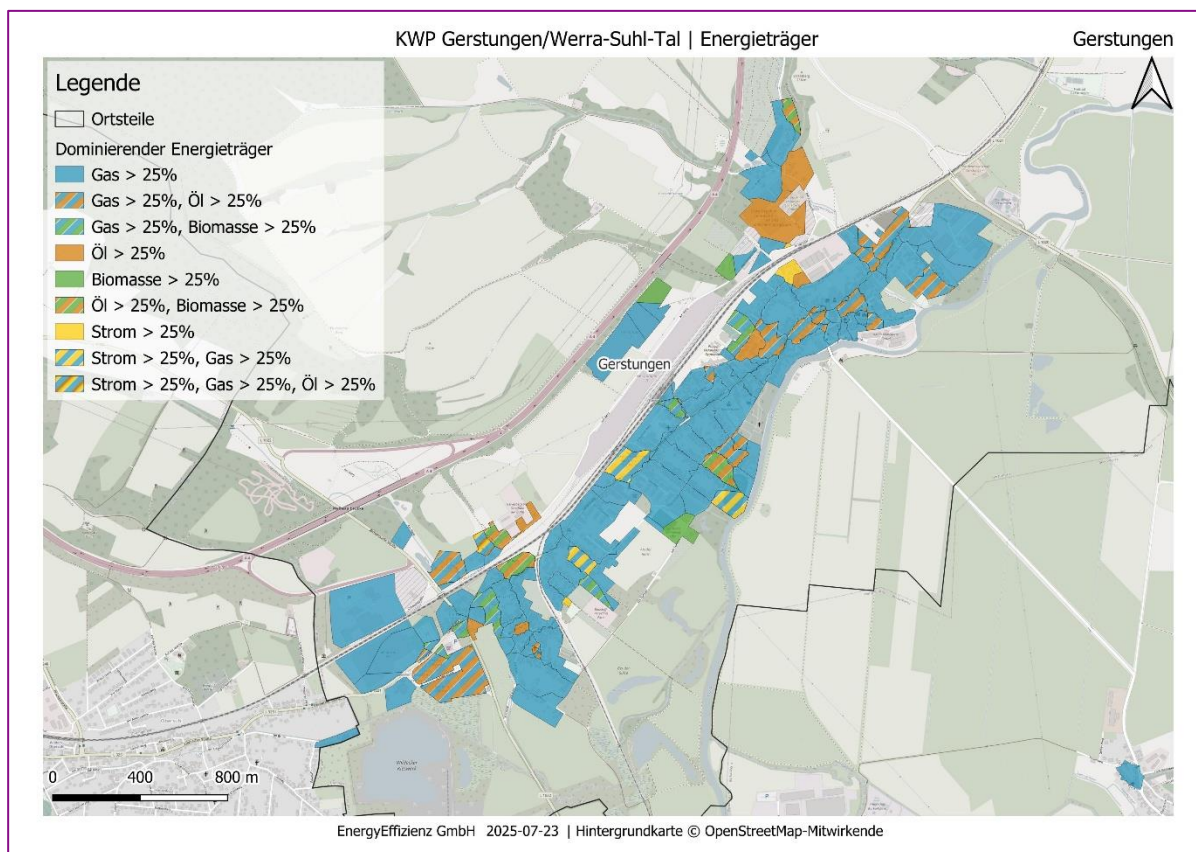 KWP Gerstungen/Werra-Suhl-Tal | Energieträger
Gerstungen
Legende
Ortsteile
Dominierender Energieträger
Gas > 25%
Gas > 25%, Öl > 25%
Gas > 25%, Biomasse > 25%
Öl > 25%
Biomasse > 25%
Öl > 25%, Biomasse > 25%
Strom > 25%
Strom > 25%, Gas > 25%
Strom > 25%, Gas > 25%, Öl > 25%
Gerstungen
0 400 800 m
EnergyEffizienz GmbH 2025-07-23 | Hintergrundkarte © OpenStreetMap-Mitwirkende